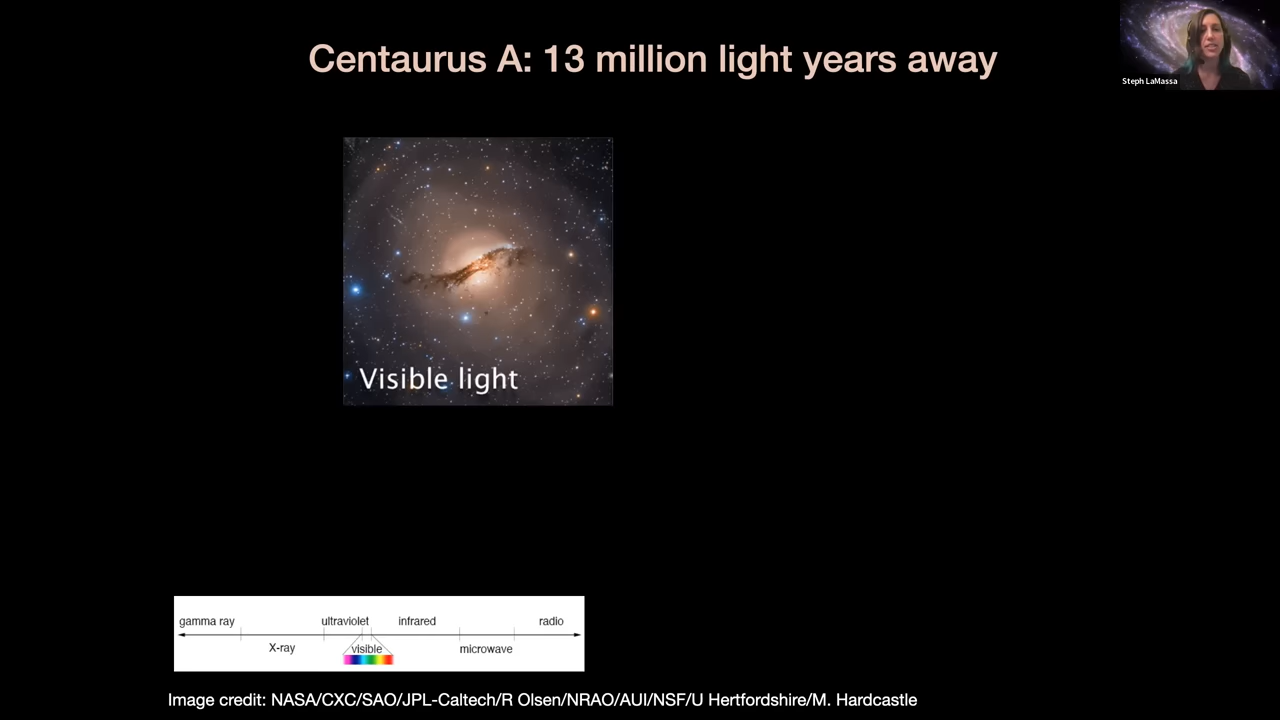 Centaurus A: 13 million light years away
Steph LaMassa
Visible light
gamma ray ultraviolet infrared radio
X-ray visible microwave
Image credit: NASA/CXC/SAO/JPL-Caltech/R Olsen/NRAO/AUI/NSF/U Hertfordshire/M. Hardcastle